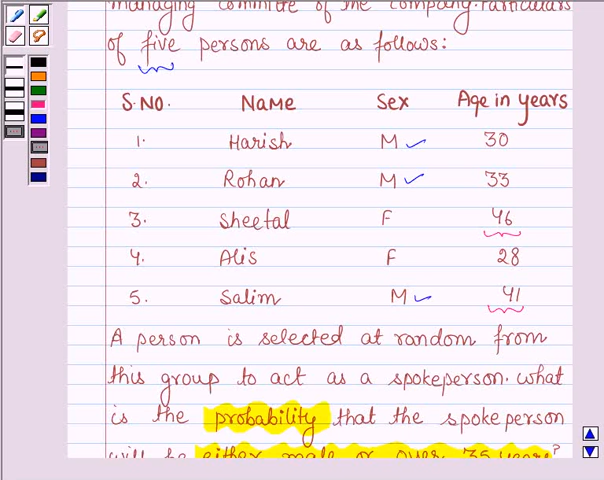 managing committe of the company. Particulars
of five persons are as follows:
S.NO. Name Sex Age in years
1. Harish M 30
2. Rohan M 33
3. Sheetal F 46
4. Alis F 28
5. Salim M 41
A person is selected at random from
this group to act as a spokeperson. What
is the probability that the spokeperson
will be either male or over 35 years?